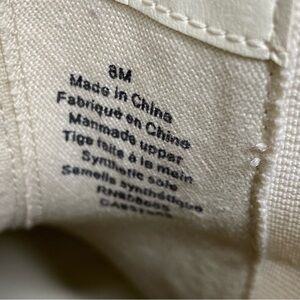 8M
Made in China
Fabriqué en Chine
Manmade upper
Tige faite à la main
Synthetic sole
Semelle synthétique